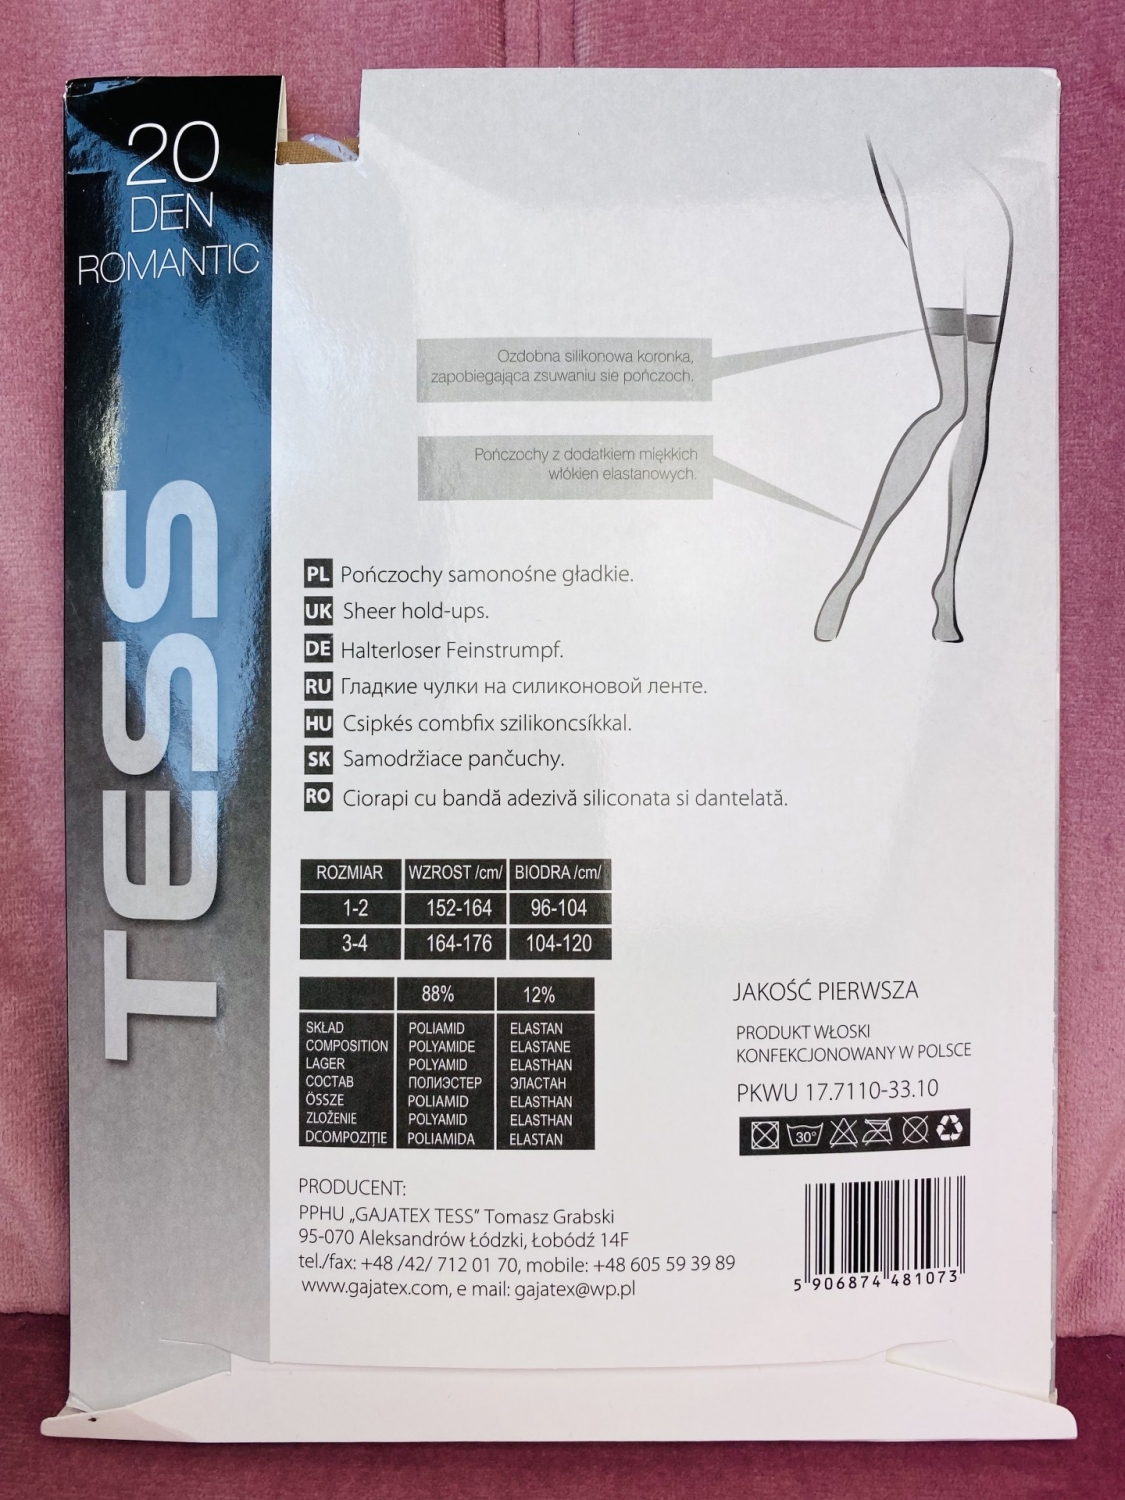 20
DEN
ROMANTIC
TESS
Ozdobna silikonowa koronka,
zapobiegająca zsuwaniu sie pończoch.
Pończochy z dodatkiem miękkich
włókien elastanowych.
PL Pończochy samonośne gładkie.
UK Sheer hold-ups.
DE Halterloser Feinstrumpf.
RU Гладкие чулки на силиконовой ленте.
HU Csipkés combfix szilikoncsíkkal.
SK Samodržiace pančuchy.
RO Ciorapi cu bandă adezivă siliconata si dantelată.
ROZMIAR WZROST /cm/ BIODRA /cm/
1-2 152-164 96-104
3-4 164-176 104-120
88% 12%
SKŁAD POLIAMID ELASTAN
COMPOSITION POLYAMIDE ELASTANE
LAGER POLYAMID ELASTHAN
СОСТАВ ПОЛИЭСТЕР ЭЛАСТАН
ÖSSZE POLIAMID ELASTHAN
ZLOŽENIE POLYAMID ELASTHAN
DCOMPOZIŢIE POLIAMIDA ELASTAN
JAKOŚĆ PIERWSZA
PRODUKT WŁOSKI
KONFEKCJONOWANY W POLSCE
PKWU 17.7110-33.10
30°
PRODUCENT:
PPHU „GAJATEX TESS” Tomasz Grabski
95-070 Aleksandrów Łódzki, Łobódź 14F
tel./fax: +48 /42/ 712 01 70, mobile: +48 605 59 39 89
www.gajatex.com, e mail: gajatex@wp.pl
5 906874 481073